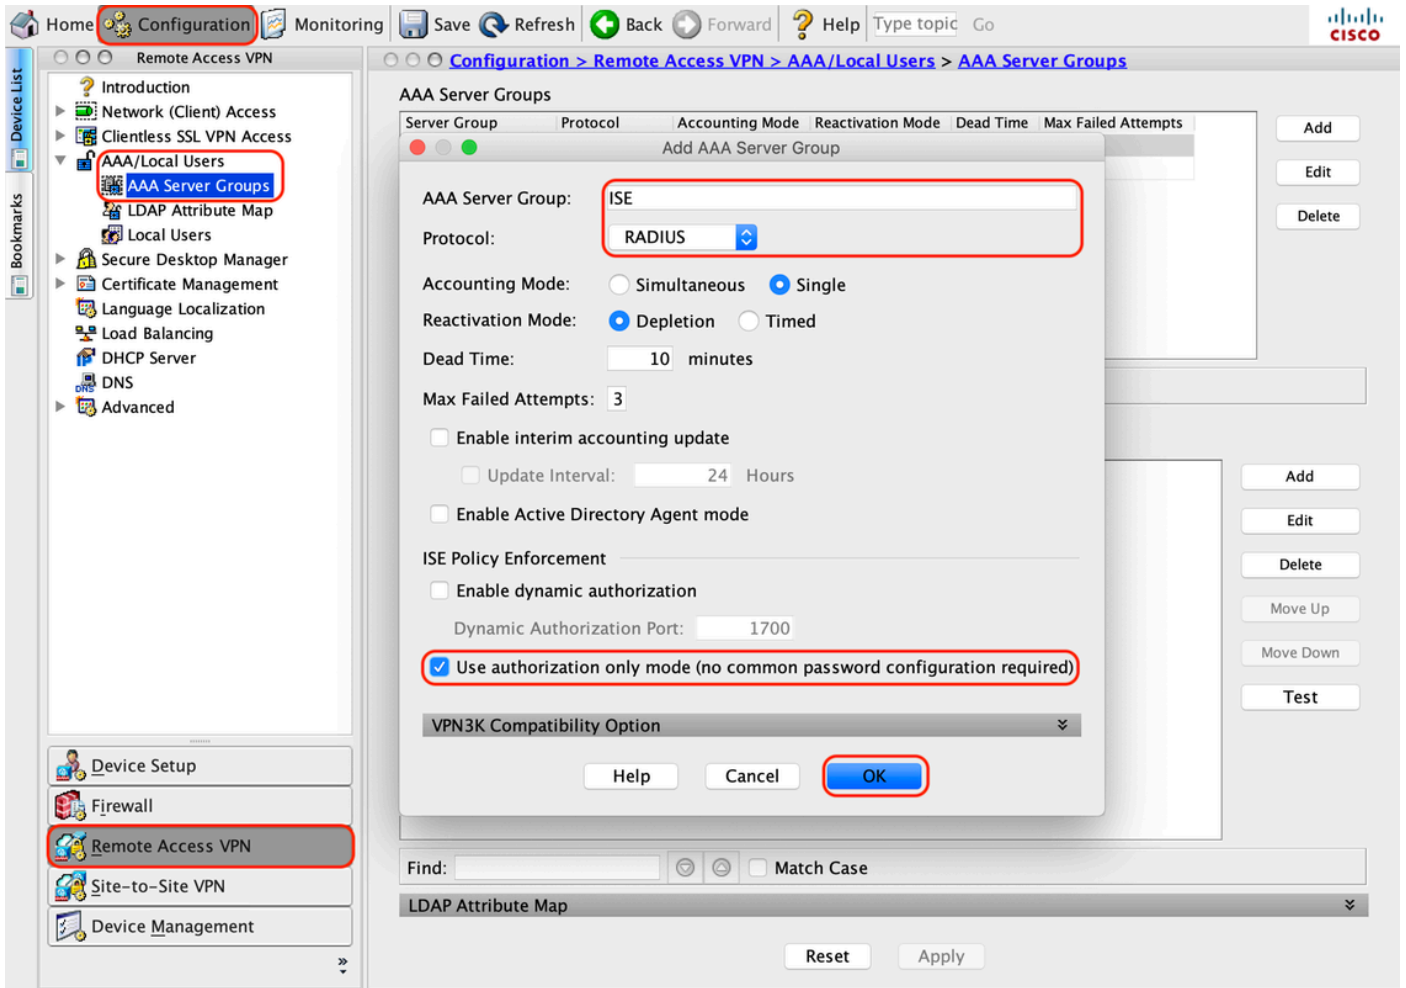 Home Configuration Monitoring Save Refresh Back Forward Help Type topic Go
CISCO
Device List
Bookmarks
Remote Access VPN
Introduction
Network (Client) Access
Clientless SSL VPN Access
AAA/Local Users
AAA Server Groups
LDAP Attribute Map
Local Users
Secure Desktop Manager
Certificate Management
Language Localization
Load Balancing
DHCP Server
DNS
Advanced
Device Setup
Firewall
Remote Access VPN
Site-to-Site VPN
Device Management
Configuration > Remote Access VPN > AAA/Local Users > AAA Server Groups
AAA Server Groups
Server Group Protocol Accounting Mode Reactivation Mode Dead Time Max Failed Attempts
Add
Edit
Delete
Add AAA Server Group
AAA Server Group: ISE
Protocol: RADIUS
Accounting Mode: Simultaneous Single
Reactivation Mode: Depletion Timed
Dead Time: 10 minutes
Max Failed Attempts: 3
Enable interim accounting update
Update Interval: 24 Hours
Enable Active Directory Agent mode
ISE Policy Enforcement
Enable dynamic authorization
Dynamic Authorization Port: 1700
Use authorization only mode (no common password configuration required)
VPN3K Compatibility Option
Help Cancel OK
Add
Edit
Delete
Move Up
Move Down
Test
Find: Match Case
LDAP Attribute Map
Reset Apply